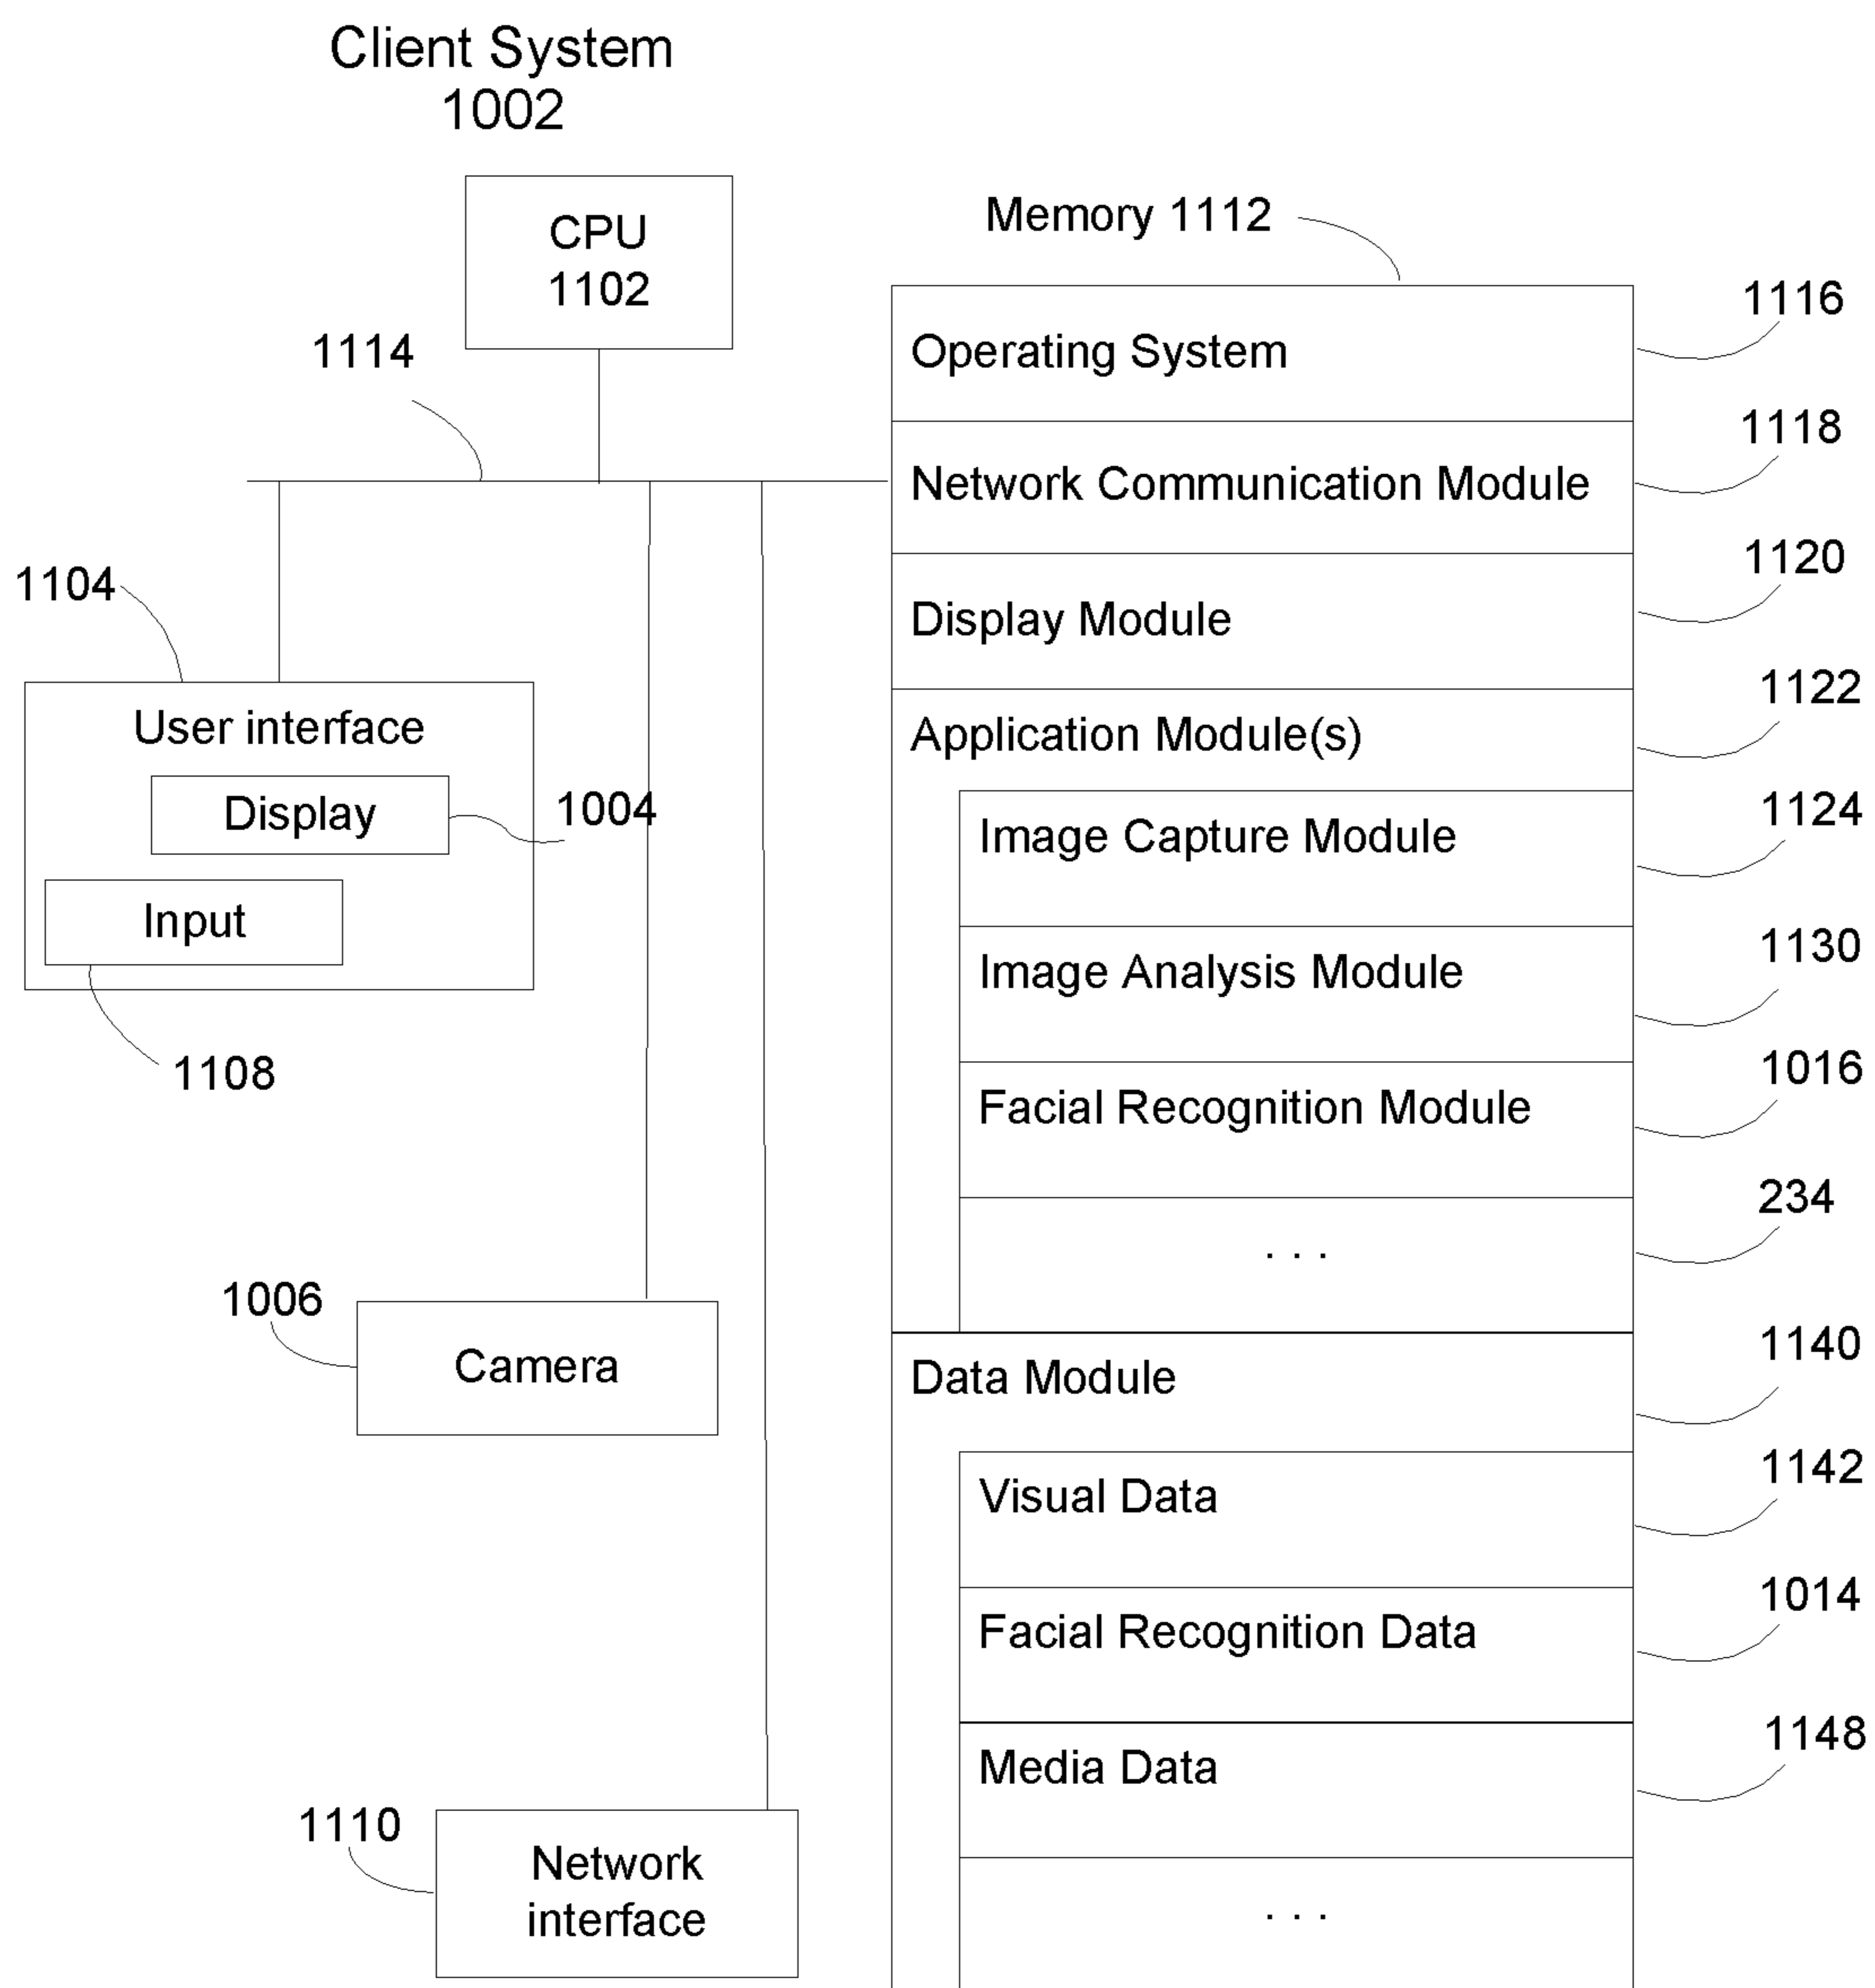 Client System
1002
CPU
1102
Memory 1112
1114
1116
Operating System
1118
Network Communication Module
1120
Display Module
1104
User interface
Display
1004
Input
1108
1122
Application Module(s)
1124
Image Capture Module
1130
Image Analysis Module
1016
Facial Recognition Module
234
. . .
1006
Camera
1140
Data Module
1142
Visual Data
1014
Facial Recognition Data
1148
Media Data
. . .
1110
Network
interface